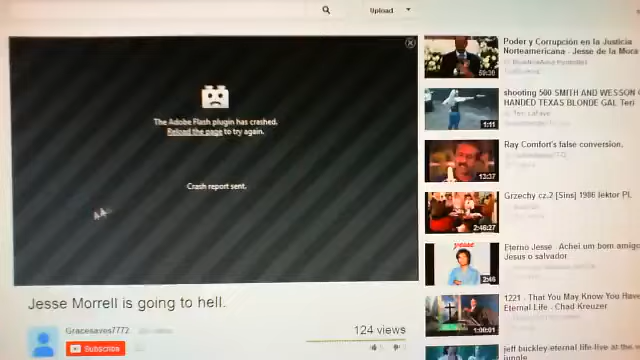 Upload
The Adobe Flash plugin has crashed.
Reload the page to try again.
Crash report sent.
Jesse Morrell is going to hell.
Gracesaves7772
Subscribe
124 views
Poder y Corrupción en la Justicia
Norteamericana - Jesse de la Mora
59:36
shooting 500 SMITH AND WESSON
HANDED TEXAS BLONDE GAL Teri
1:11
Ray Comfort's false conversion.
13:37
Grzechy cz.2 [Sins] 1986 lektor PL.
2:46:27
Eterno Jesse - Achei um bom amigo
Jesus o salvador
2:46
1221 - That You May Know You Have
Eternal Life - Chad Kreuzer
1:00:01
jeff buckley-eternal life-live at the